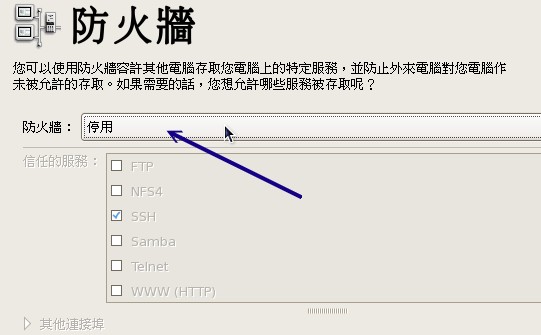 防火牆
您可以使用防火牆容許其他電腦存取您電腦上的特定服務，並防止外來電腦對您電腦作
未被允許的存取。如果需要的話，您想允許哪些服務被存取呢？
防火牆： 停用
信任的服務： FTP
NFS4
SSH
Samba
Telnet
WWW (HTTP)
其他連接埠